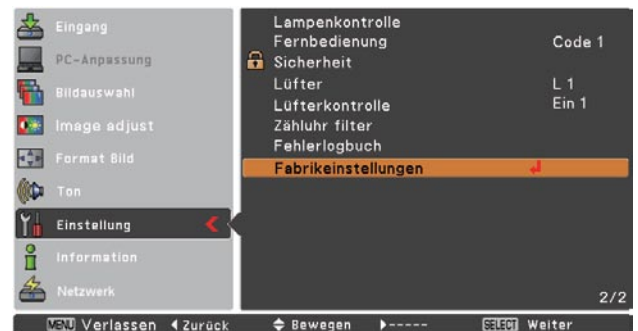 Eingang
PC-Anpassung
Bildauswahl
Image adjust
Format Bild
Ton
Einstellung
Information
Netzwerk
Lampenkontrolle
Fernbedienung Code 1
Sicherheit
Lüfter L 1
Lüfterkontrolle Ein 1
Zähluhr filter
Fehlerlogbuch
Fabrikeinstellungen
2/2
MENU Verlassen Zurück Bewegen ----- SELECT Weiter